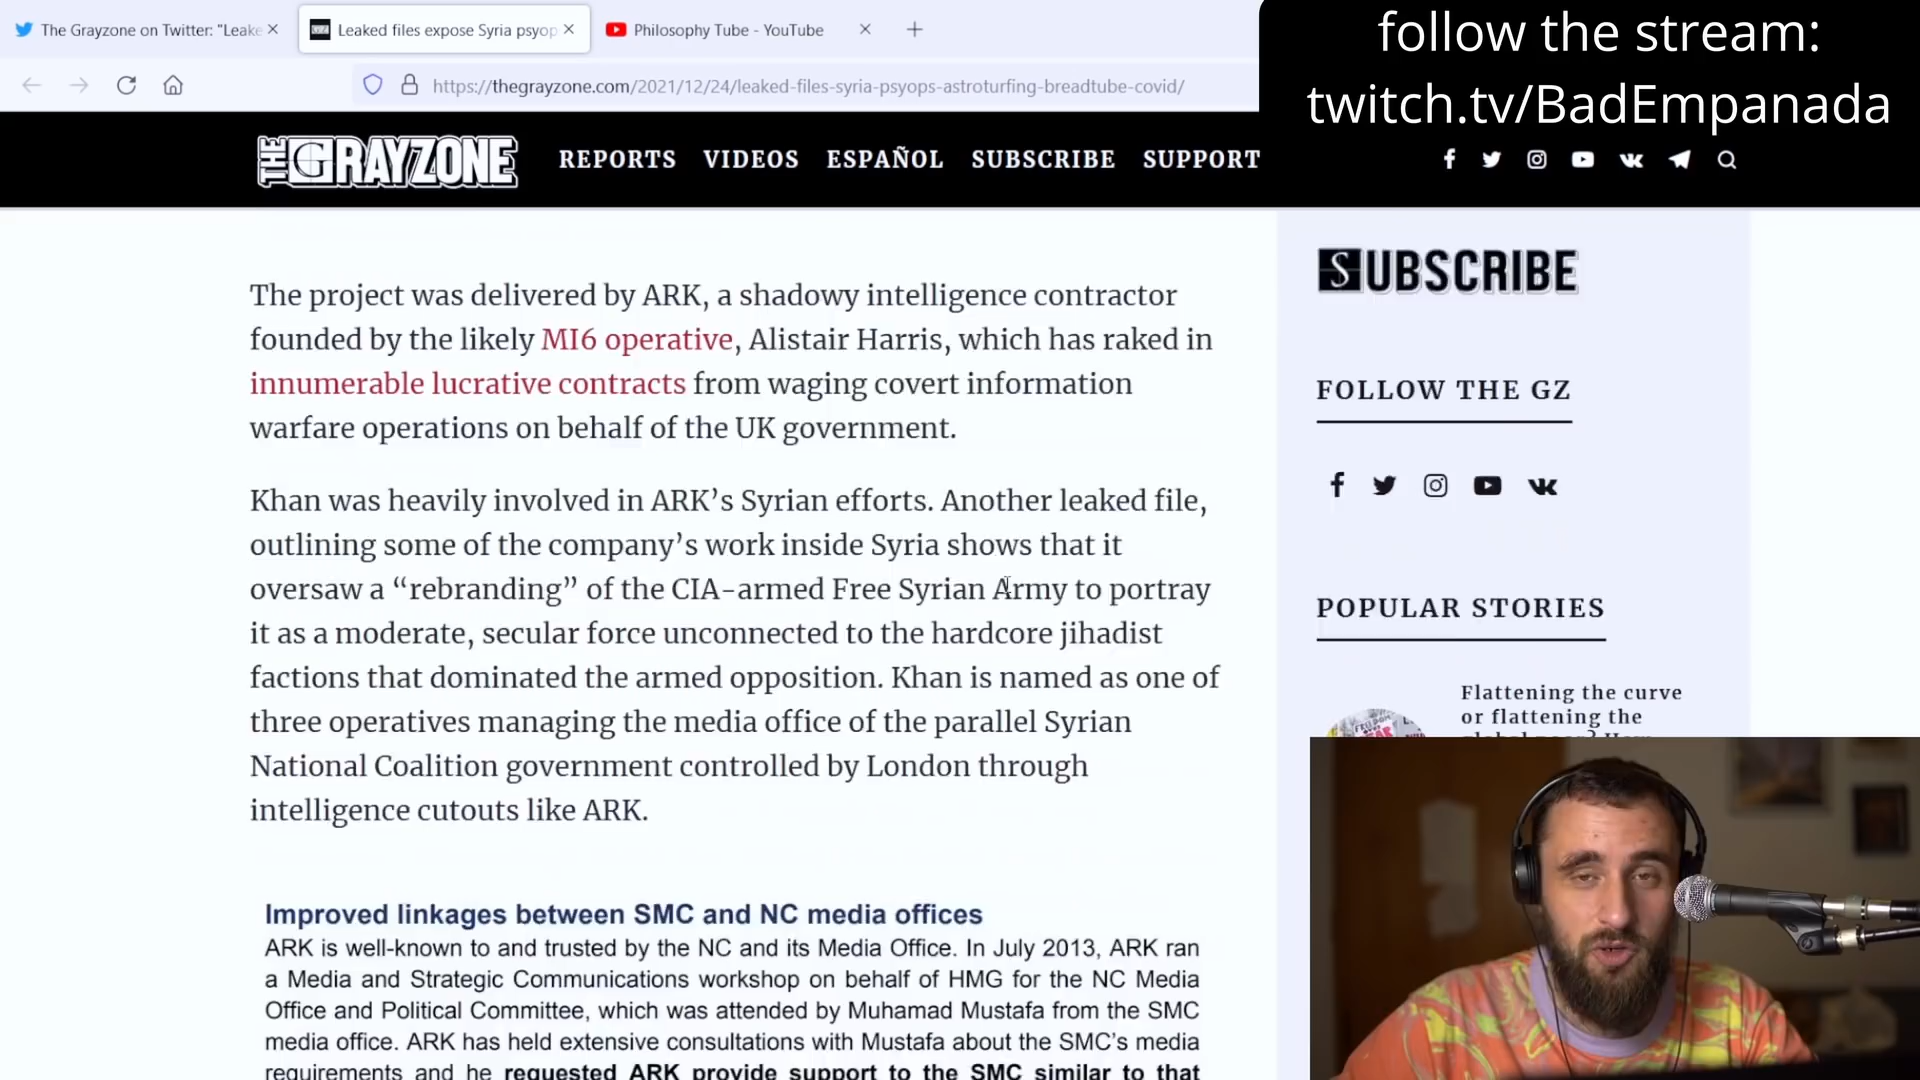 The Grayzone on Twitter: "Leake
Leaked files expose Syria psyop
Philosophy Tube - YouTube
follow the stream:
twitch.tv/BadEmpanada
https://thegrayzone.com/2021/12/24/leaked-files-syria-psyops-astroturfing-breadtube-covid/
THE GRAYZONE
REPORTS VIDEOS ESPAÑOL SUBSCRIBE SUPPORT
The project was delivered by ARK, a shadowy intelligence contractor
founded by the likely MI6 operative, Alistair Harris, which has raked in
innumerable lucrative contracts from waging covert information
warfare operations on behalf of the UK government.
Khan was heavily involved in ARK’s Syrian efforts. Another leaked file,
outlining some of the company’s work inside Syria shows that it
oversaw a “rebranding” of the CIA-armed Free Syrian Army to portray
it as a moderate, secular force unconnected to the hardcore jihadist
factions that dominated the armed opposition. Khan is named as one of
three operatives managing the media office of the parallel Syrian
National Coalition government controlled by London through
intelligence cutouts like ARK.
Improved linkages between SMC and NC media offices
ARK is well-known to and trusted by the NC and its Media Office. In July 2013, ARK ran
a Media and Strategic Communications workshop on behalf of HMG for the NC Media
Office and Political Committee, which was attended by Muhamad Mustafa from the SMC
media office. ARK has held extensive consultations with Mustafa about the SMC's media
requirements and he requested ARK provide support to the SMC similar to that
SUBSCRIBE
FOLLOW THE GZ
POPULAR STORIES
Flattening the curve
or flattening the